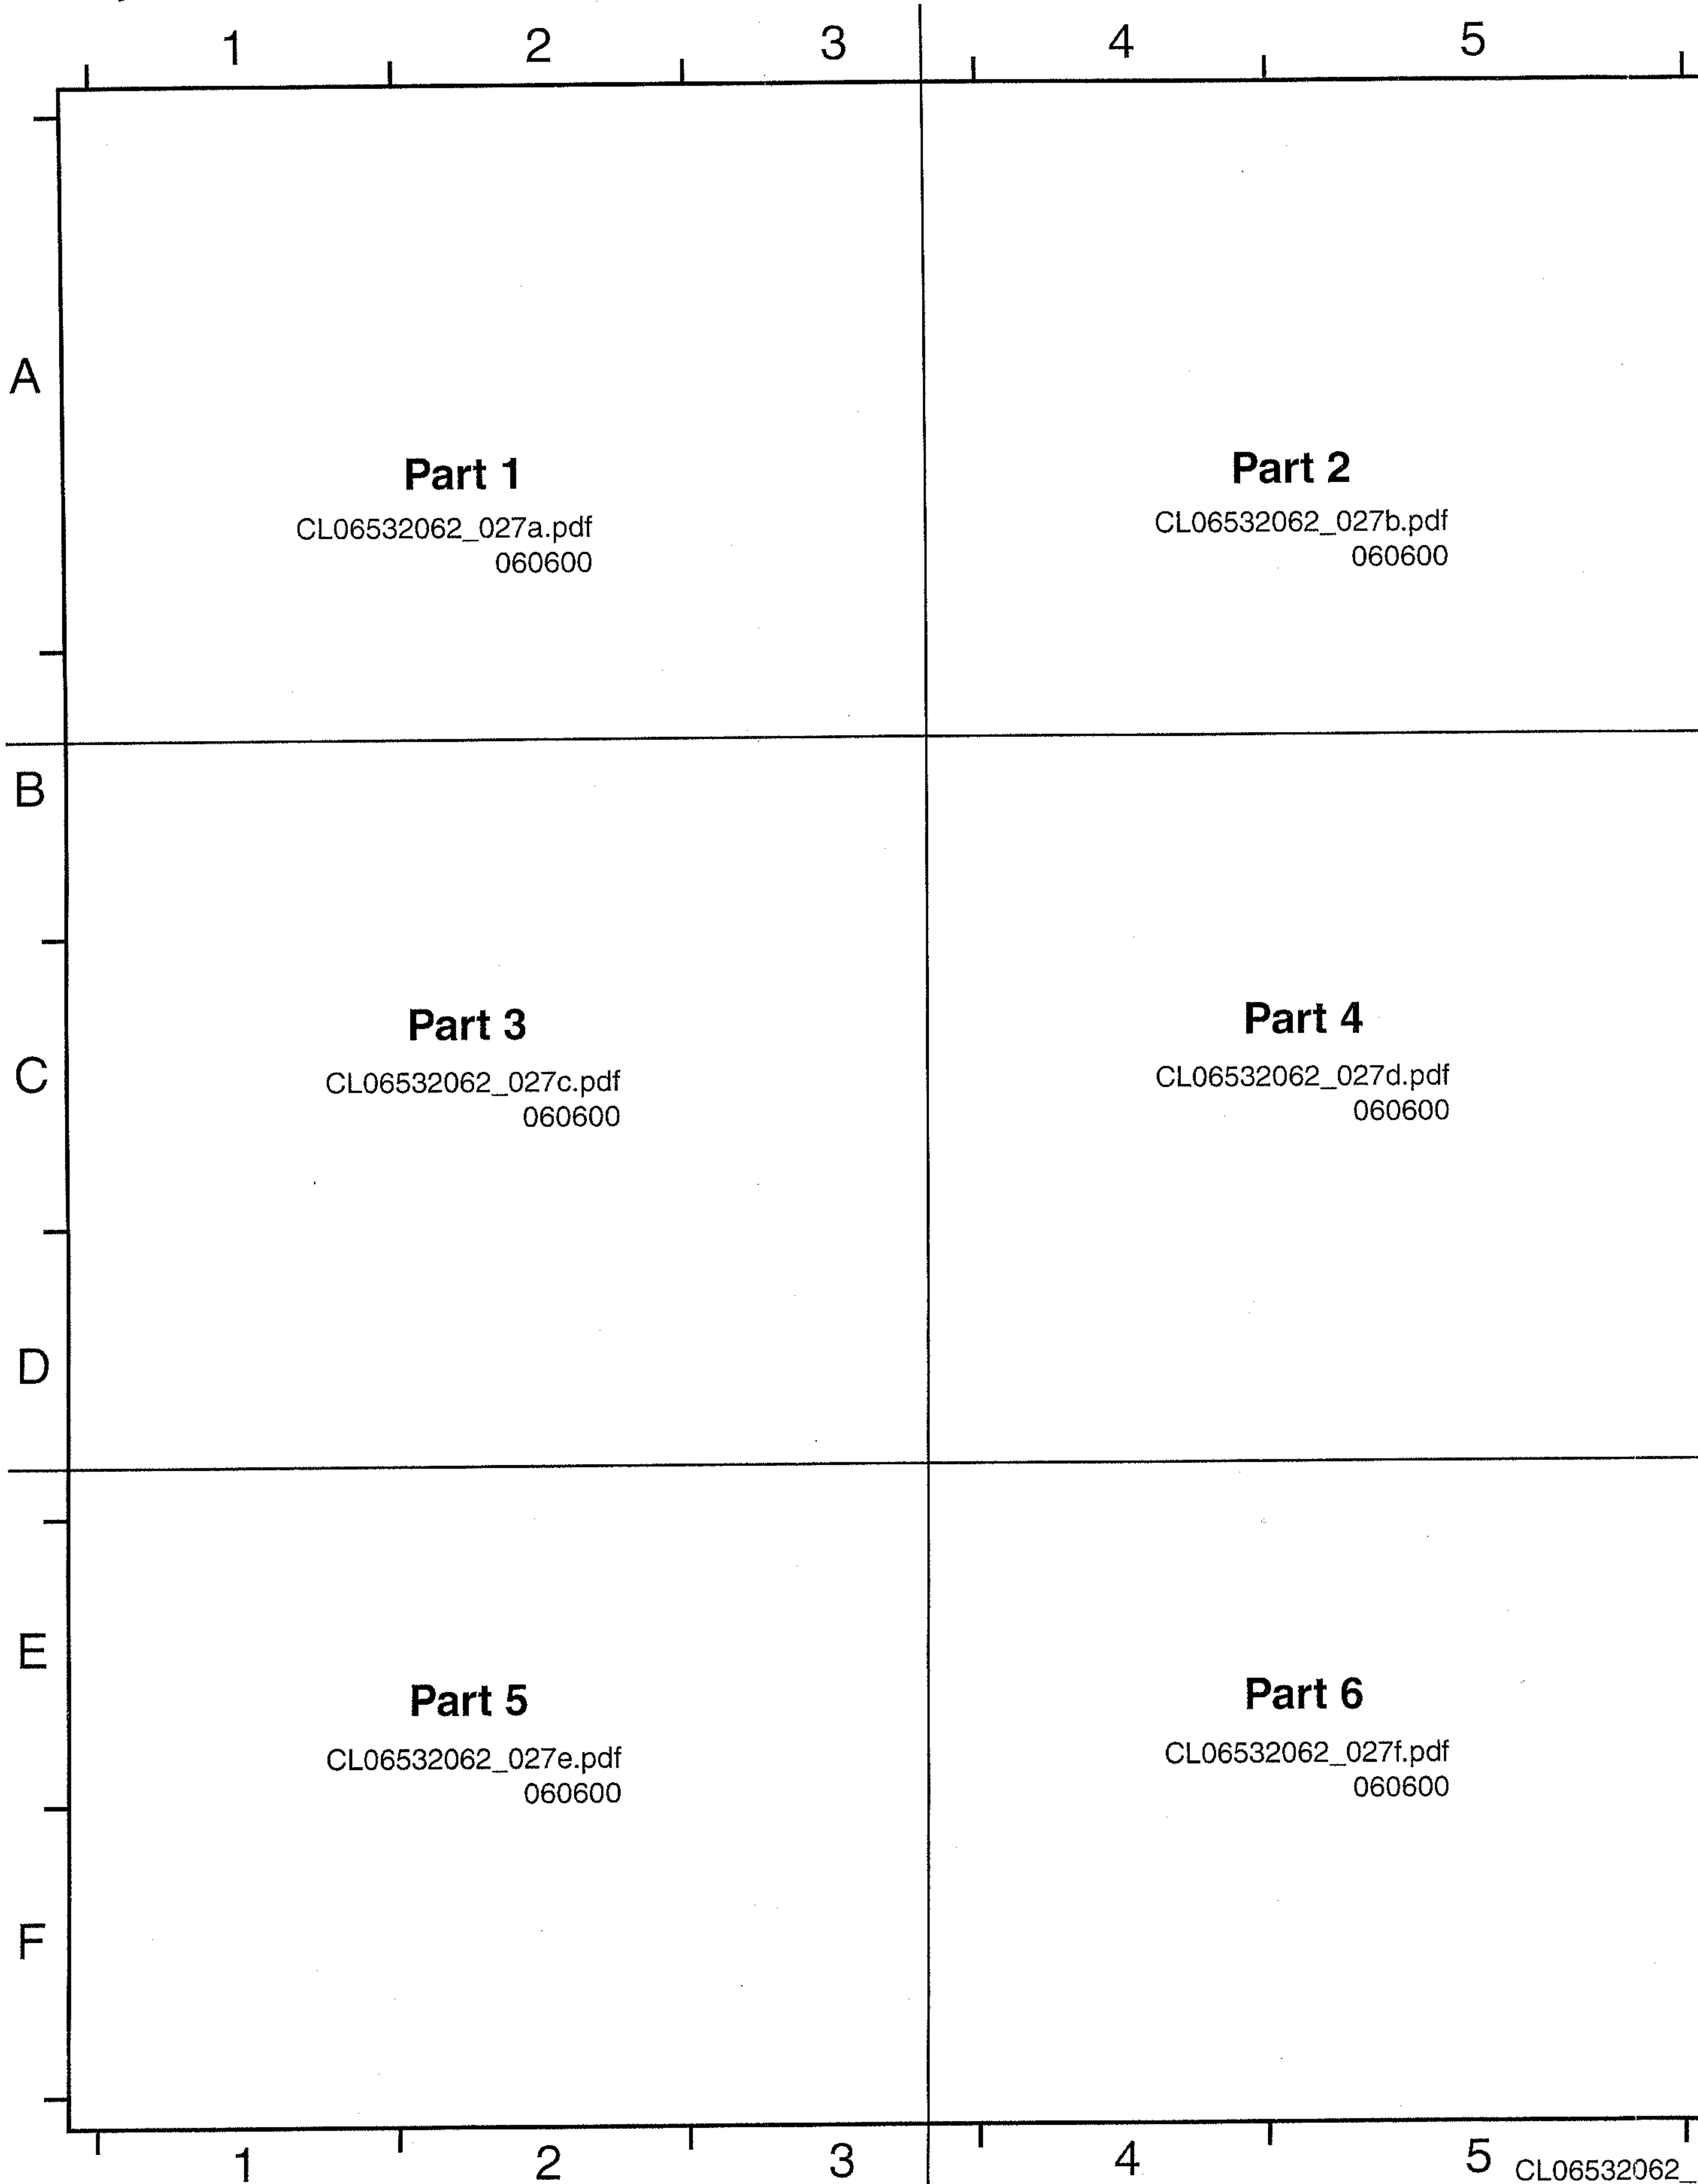 1 2 3 4 5
A
Part 1
CL06532062_027a.pdf
060600
Part 2
CL06532062_027b.pdf
060600
B
C
Part 3
CL06532062_027c.pdf
060600
Part 4
CL06532062_027d.pdf
060600
D
E
Part 5
CL06532062_027e.pdf
060600
Part 6
CL06532062_027f.pdf
060600
F
1 2 3 4 5
CL06532062_